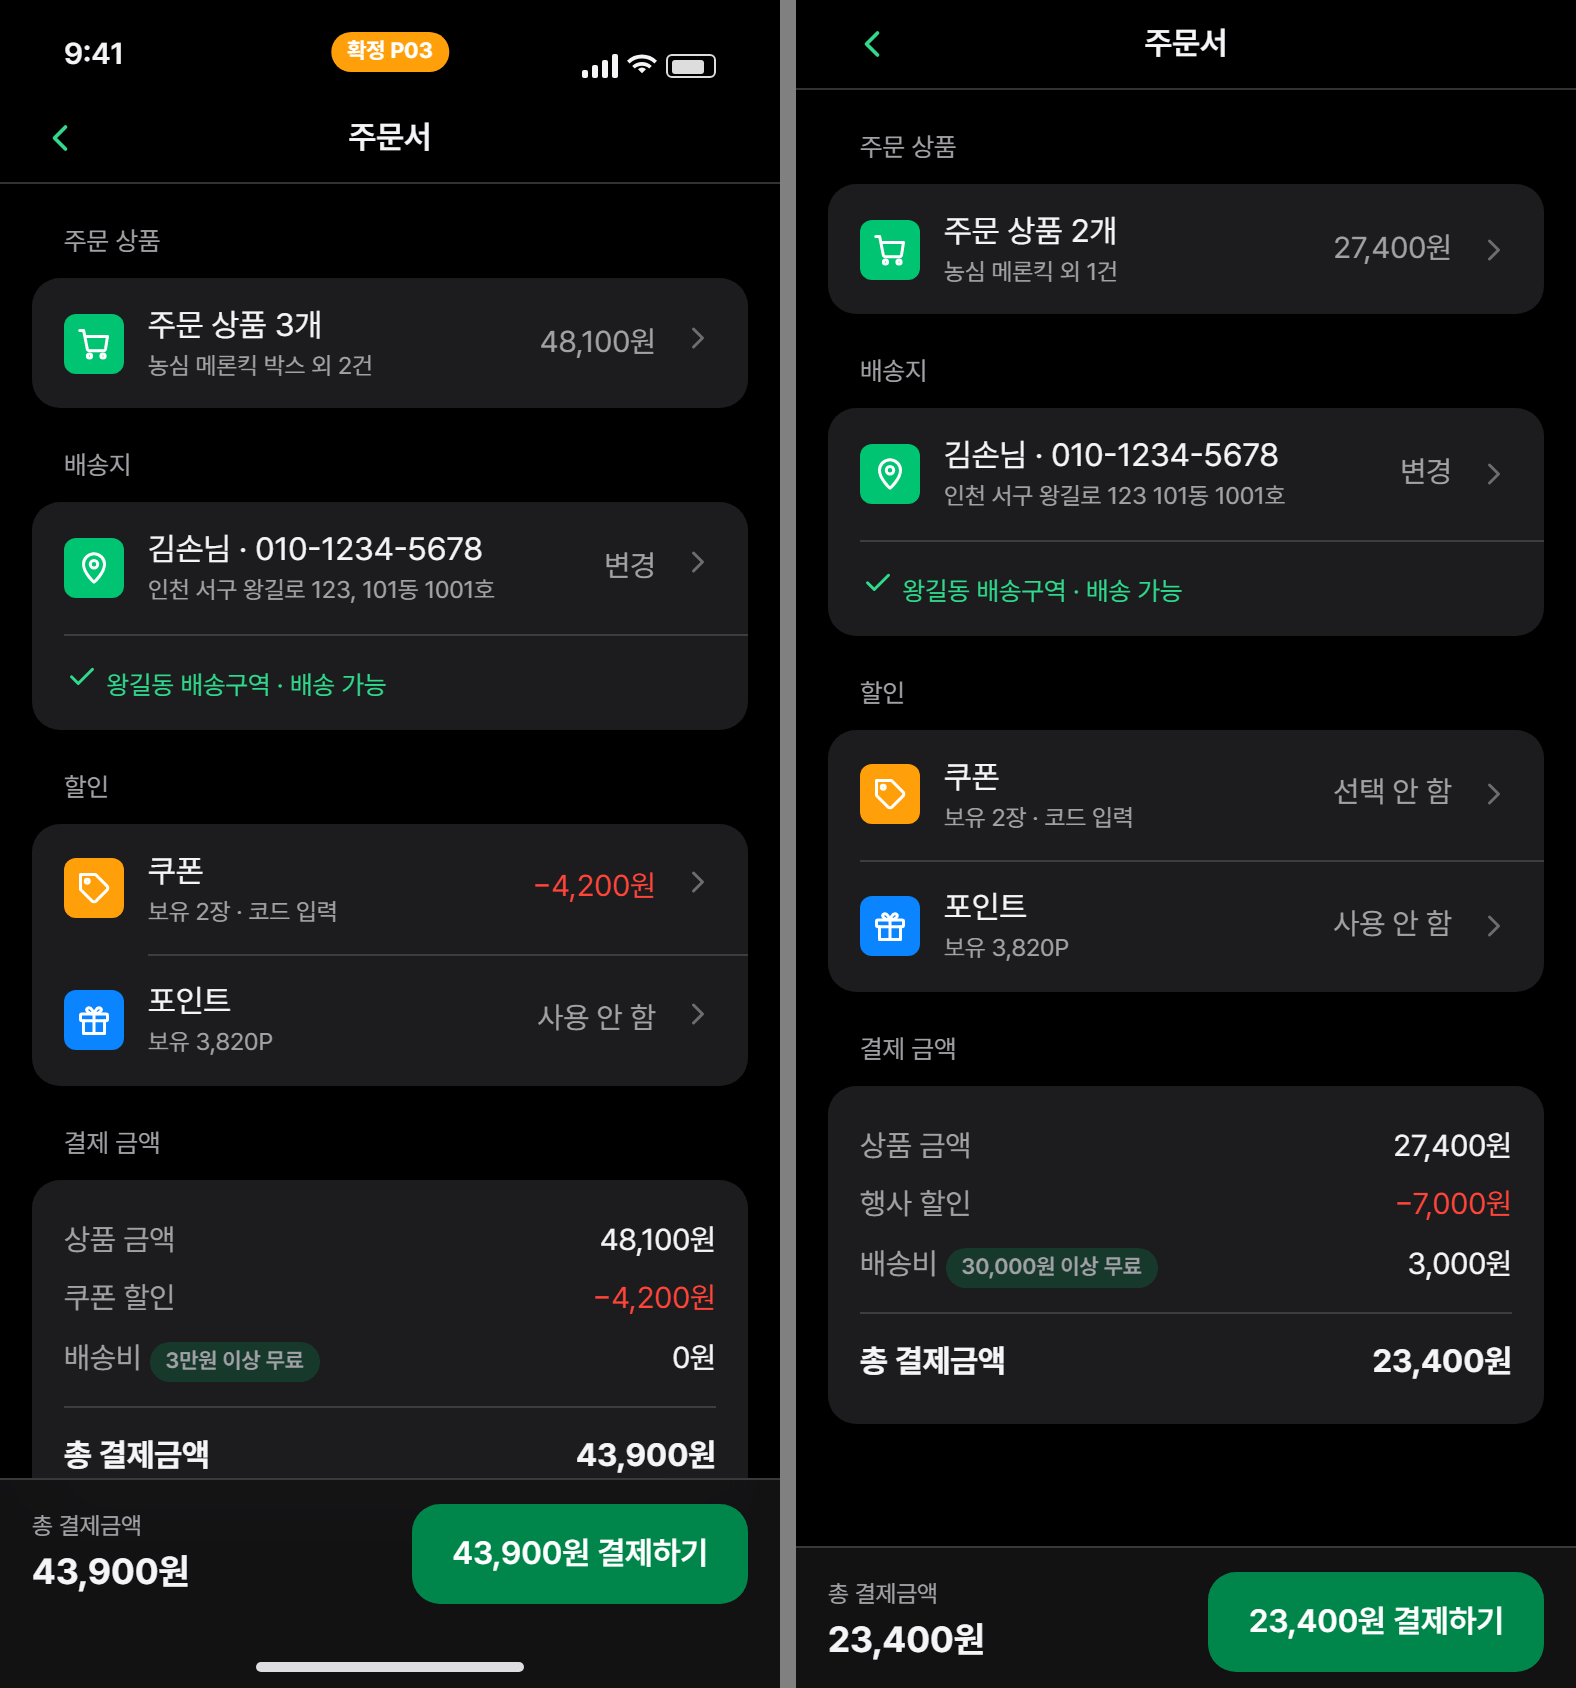 9:41
확정 P03
주문서
주문 상품
주문 상품 3개
농심 메론킥 박스 외 2건
48,100원
배송지
김손님 · 010-1234-5678
인천 서구 왕길로 123, 101동 1001호
변경
왕길동 배송구역 · 배송 가능
할인
쿠폰
보유 2장 · 코드 입력
−4,200원
포인트
보유 3,820P
사용 안 함
결제 금액
상품 금액 48,100원
쿠폰 할인 −4,200원
배송비 3만원 이상 무료 0원
총 결제금액 43,900원
총 결제금액
43,900원
43,900원 결제하기
주문서
주문 상품
주문 상품 2개
농심 메론킥 외 1건
27,400원
배송지
김손님 · 010-1234-5678
인천 서구 왕길로 123 101동 1001호
변경
왕길동 배송구역 · 배송 가능
할인
쿠폰
보유 2장 · 코드 입력
선택 안 함
포인트
보유 3,820P
사용 안 함
결제 금액
상품 금액 27,400원
행사 할인 −7,000원
배송비 30,000원 이상 무료 3,000원
총 결제금액 23,400원
총 결제금액
23,400원
23,400원 결제하기